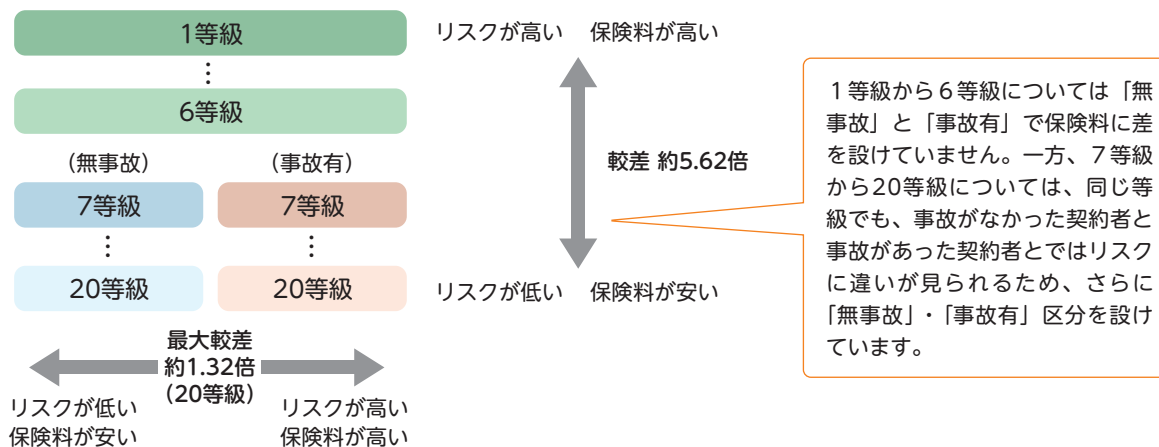 1等級
リスクが高い 保険料が高い
⋮
6等級
(無事故)
(事故有)
較差 約5.62倍
7等級
7等級
⋮
⋮
20等級
20等級
リスクが低い 保険料が安い
最大較差
約1.32倍
(20等級)
リスクが低い
保険料が安い
リスクが高い
保険料が高い
1等級から6等級については「無
事故」と「事故有」で保険料に差
を設けていません。一方、7等級
から20等級については、同じ等
級でも、事故がなかった契約者と
事故があった契約者とではリスク
に違いが見られるため、さらに
「無事故」・「事故有」区分を設け
ています。